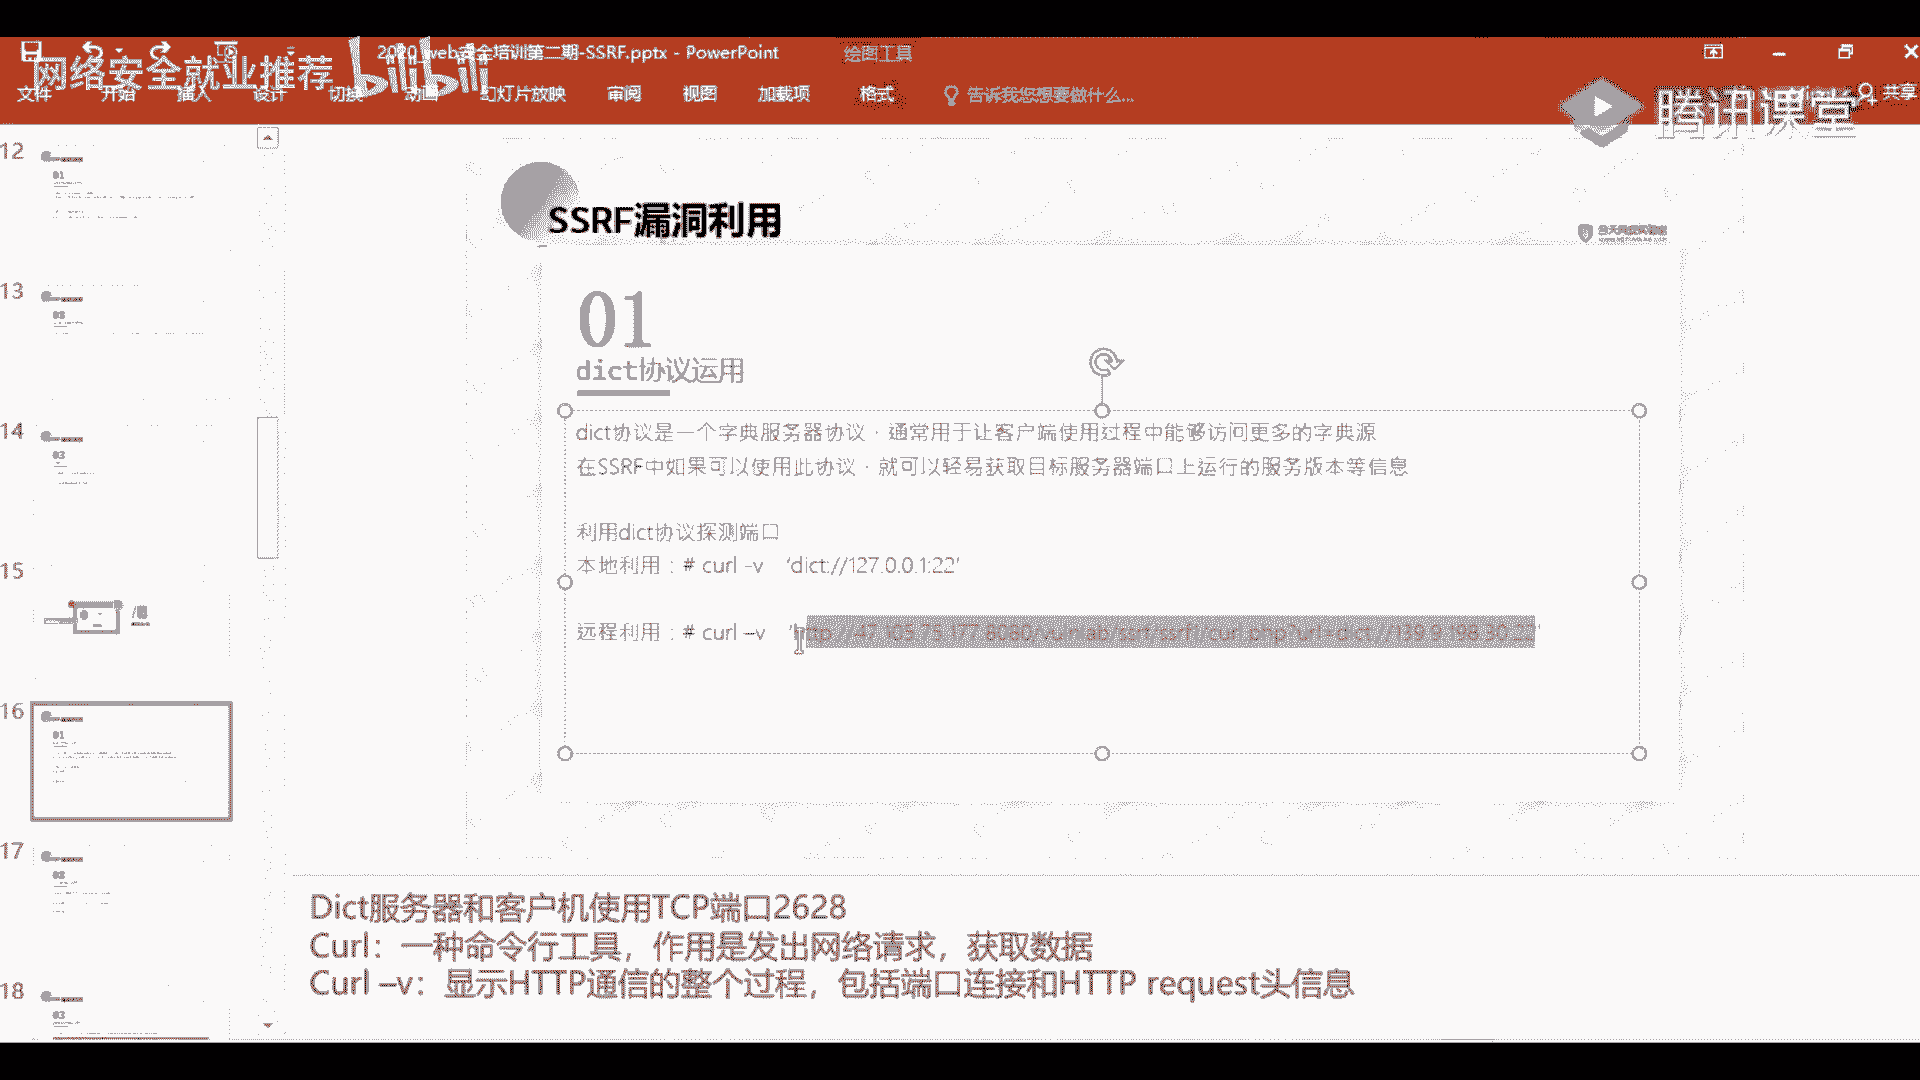 2020 web安全培训第二期-SSRF.pptx - PowerPoint
绘图工具
网络安全就业推荐
bilibili
文件 开始 插入 设计 切换 动画 幻灯片放映 审阅 视图 加载项 格式 告诉我您想要做什么... 共享
腾讯课堂
12
13
14
15
16
17
18
SSRF漏洞利用
01
dict协议运用
dict协议是一个字典服务器协议,通常用于让客户端使用过程中能够访问更多的字典源
在SSRF中如果可以使用此协议,就可以轻易获取目标服务器端口上运行的服务版本等信息
利用dict协议探测端口
本地利用:# curl -v 'dict://127.0.0.1:22'
远程利用:# curl –v 'http://47.105.75.177:8080/vulnlab/ssrf/ssrf1/curl.php?url=dict://139.9.198.30:22'
Dict服务器和客户机使用TCP端口2628
Curl:一种命令行工具,作用是发出网络请求,获取数据
Curl –v:显示HTTP通信的整个过程,包括端口连接和HTTP request头信息